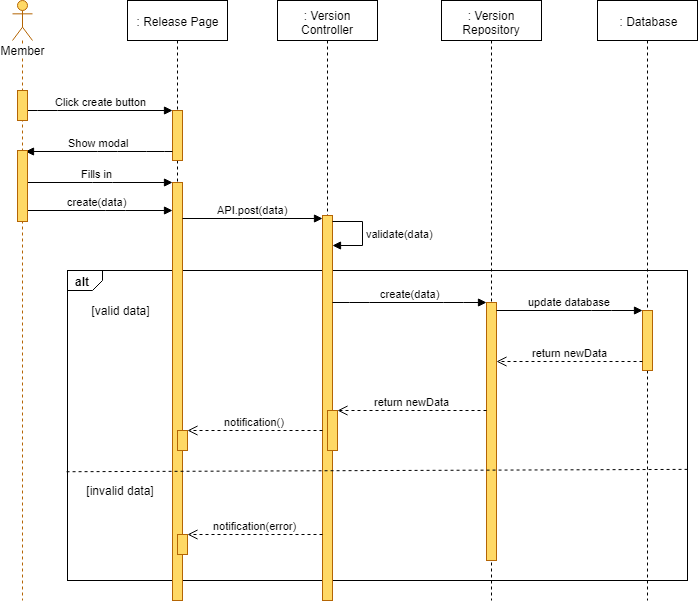 : Release Page
: Version
Controller
: Version
Repository
: Database
Member
Click create button
Show modal
Fills in
create(data)
API.post(data)
validate(data)
alt
[valid data]
create(data)
update database
return newData
return newData
notification()
[invalid data]
notification(error)